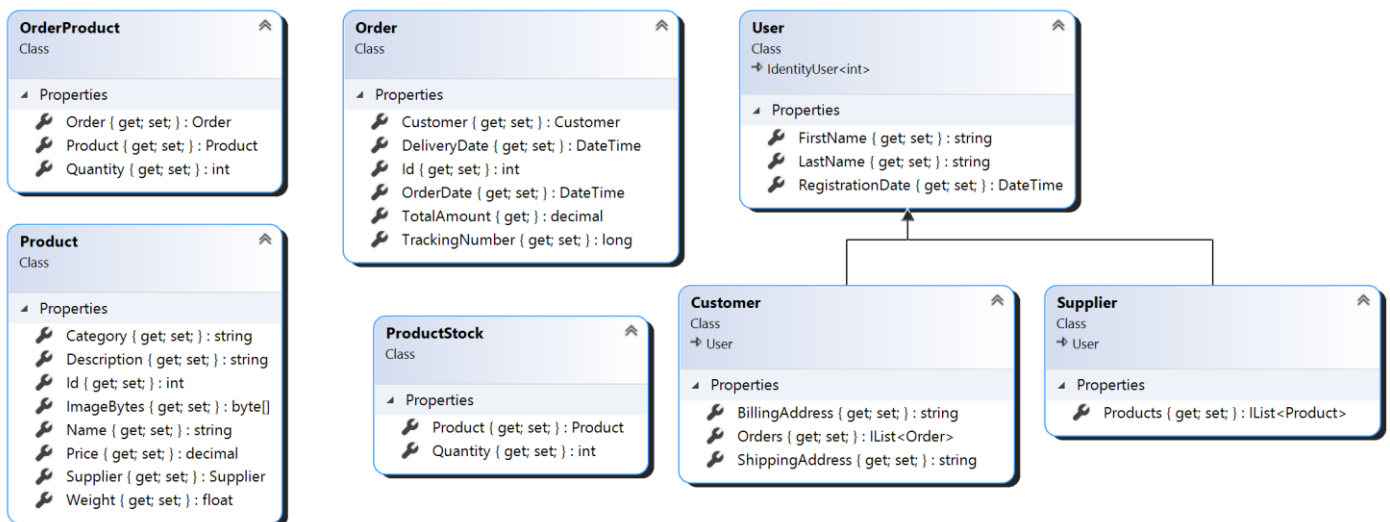 OrderProduct
Class
Properties
Order { get; set; } : Order
Product { get; set; } : Product
Quantity { get; set; } : int
Product
Class
Properties
Category { get; set; } : string
Description { get; set; } : string
Id { get; set; } : int
ImageBytes { get; set; } : byte[]
Name { get; set; } : string
Price { get; set; } : decimal
Supplier { get; set; } : Supplier
Weight { get; set; } : float
Order
Class
Properties
Customer { get; set; } : Customer
DeliveryDate { get; set; } : DateTime
Id { get; set; } : int
OrderDate { get; set; } : DateTime
TotalAmount { get; } : decimal
TrackingNumber { get; set; } : long
ProductStock
Class
Properties
Product { get; set; } : Product
Quantity { get; set; } : int
User
Class
IdentityUser<int>
Properties
FirstName { get; set; } : string
LastName { get; set; } : string
RegistrationDate { get; set; } : DateTime
Customer
Class
User
Properties
BillingAddress { get; set; } : string
Orders { get; set; } : IList<Order>
ShippingAddress { get; set; } : string
Supplier
Class
User
Properties
Products { get; set; } : IList<Product>